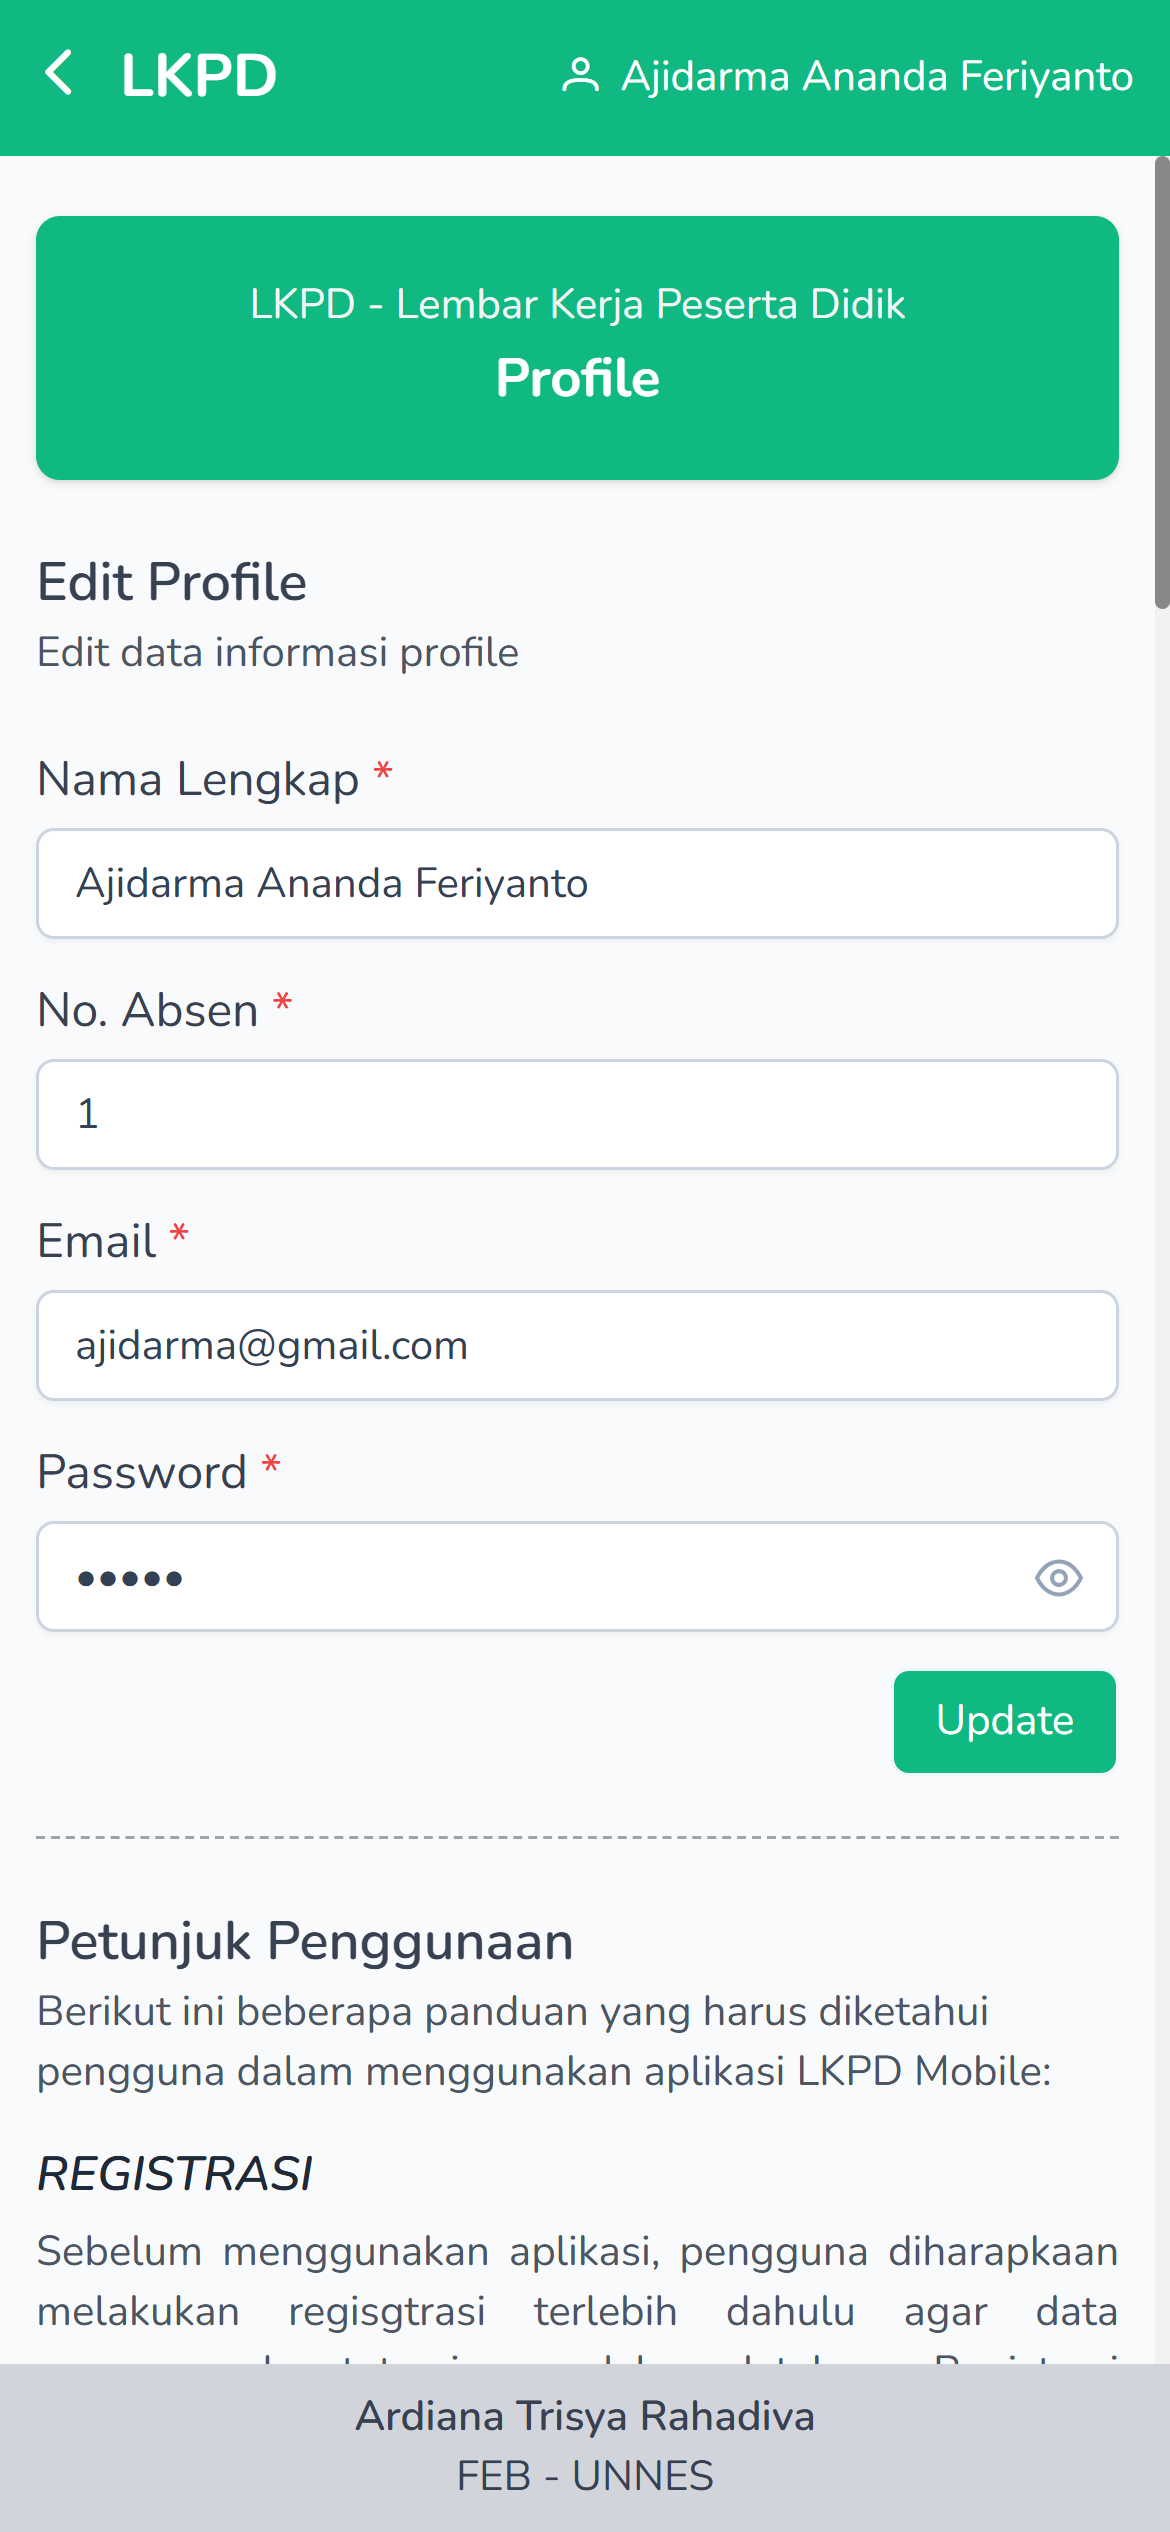 LKPD
Ajidarma Ananda Feriyanto
LKPD - Lembar Kerja Peserta Didik
Profile
Edit Profile
Edit data informasi profile
Nama Lengkap *
Ajidarma Ananda Feriyanto
No. Absen *
1
Email *
ajidarma@gmail.com
Password *
•••••
Update
Petunjuk Penggunaan
Berikut ini beberapa panduan yang harus diketahui
pengguna dalam menggunakan aplikasi LKPD Mobile:
REGISTRASI
Sebelum menggunakan aplikasi, pengguna diharapkaan
melakukan regisgtrasi terlebih dahulu agar data
Ardiana Trisya Rahadiva
FEB - UNNES